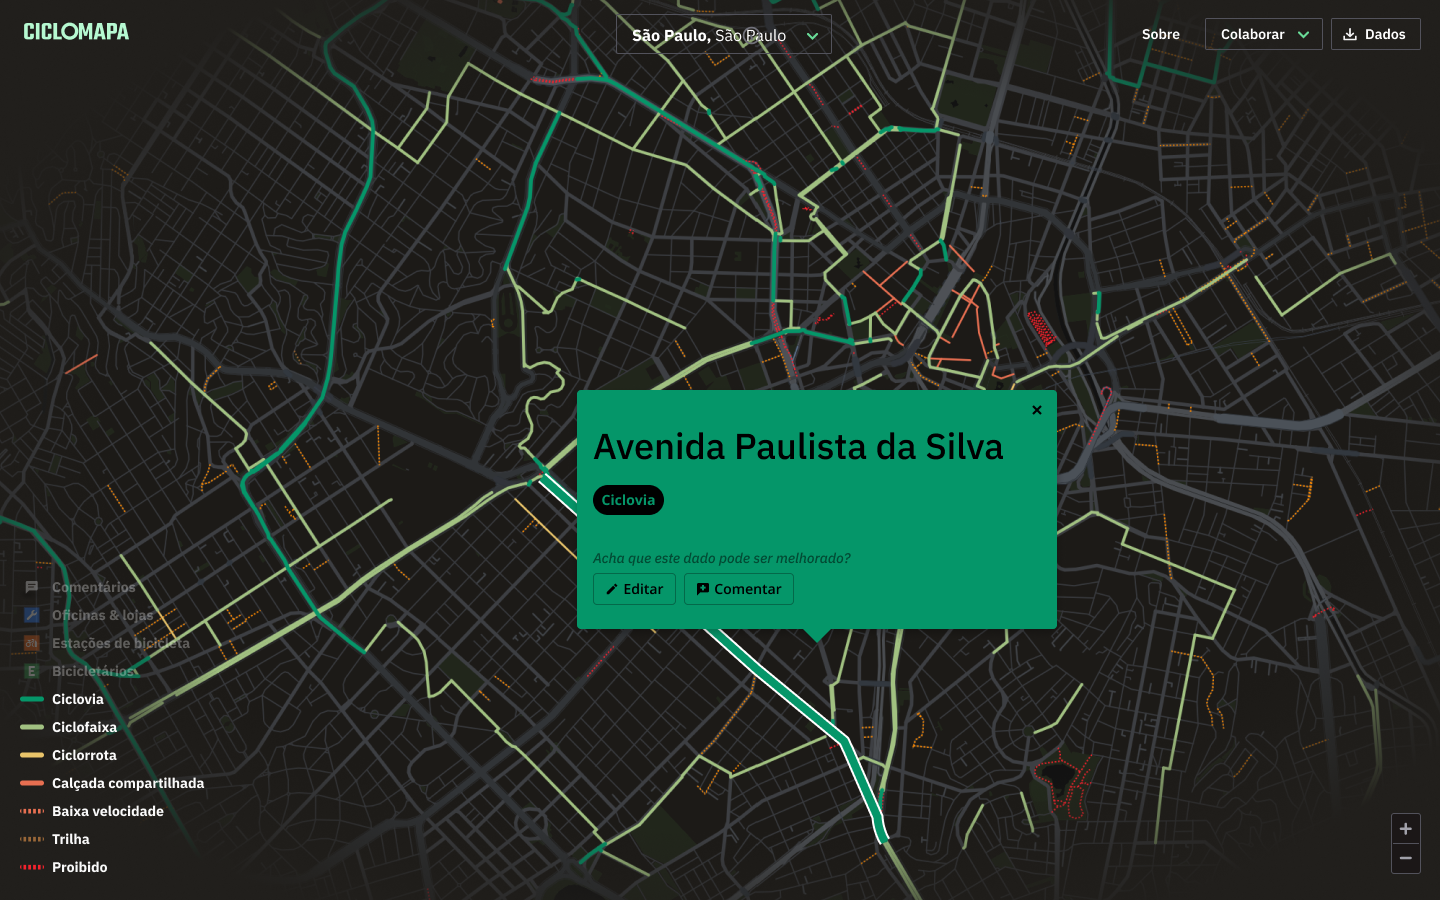 CICLOMAPA
São Paulo, São Paulo
Sobre
Colaborar
Dados
Avenida Paulista da Silva
Ciclovia
Acha que este dado pode ser melhorado?
Editar
Comentar
Comentários
Oficinas & lojas
Estações de bicicleta
E Bicicletários
Ciclovia
Ciclofaixa
Ciclorrota
Calçada compartilhada
Baixa velocidade
Trilha
Proibido